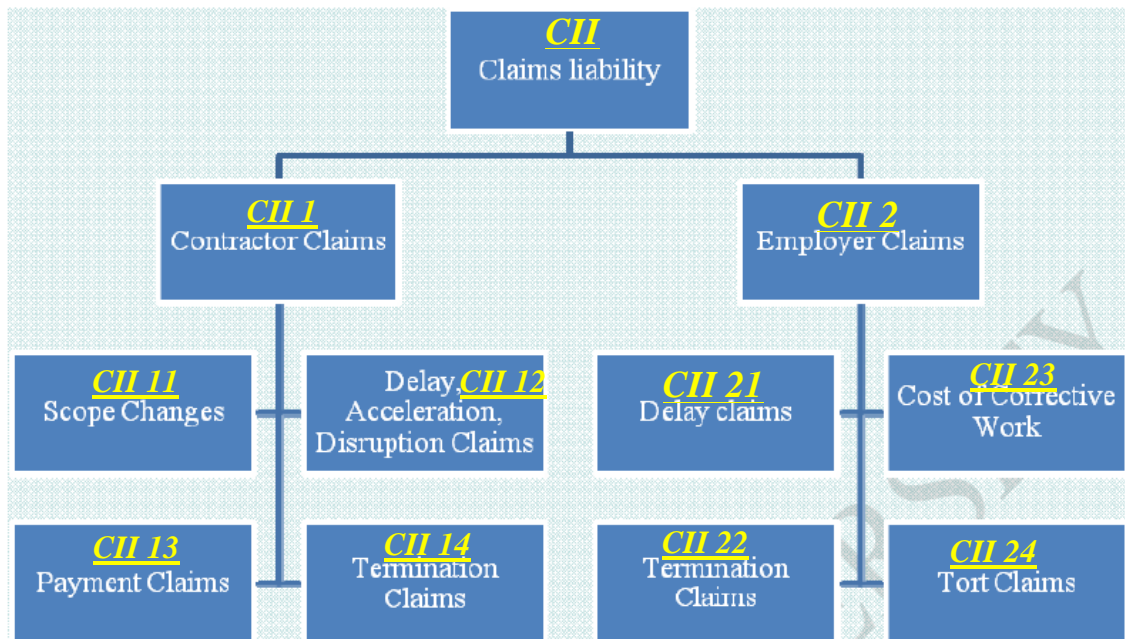 CII
Claims liability
CII 1
Contractor Claims
CII 2
Employer Claims
CII 11
Scope Changes
Delay, CII 12
Acceleration,
Disruption Claims
CII 21
Delay claims
CII 23
Cost of Corrective
Work
CII 13
Payment Claims
CII 14
Termination
Claims
CII 22
Termination
Claims
CII 24
Tort Claims